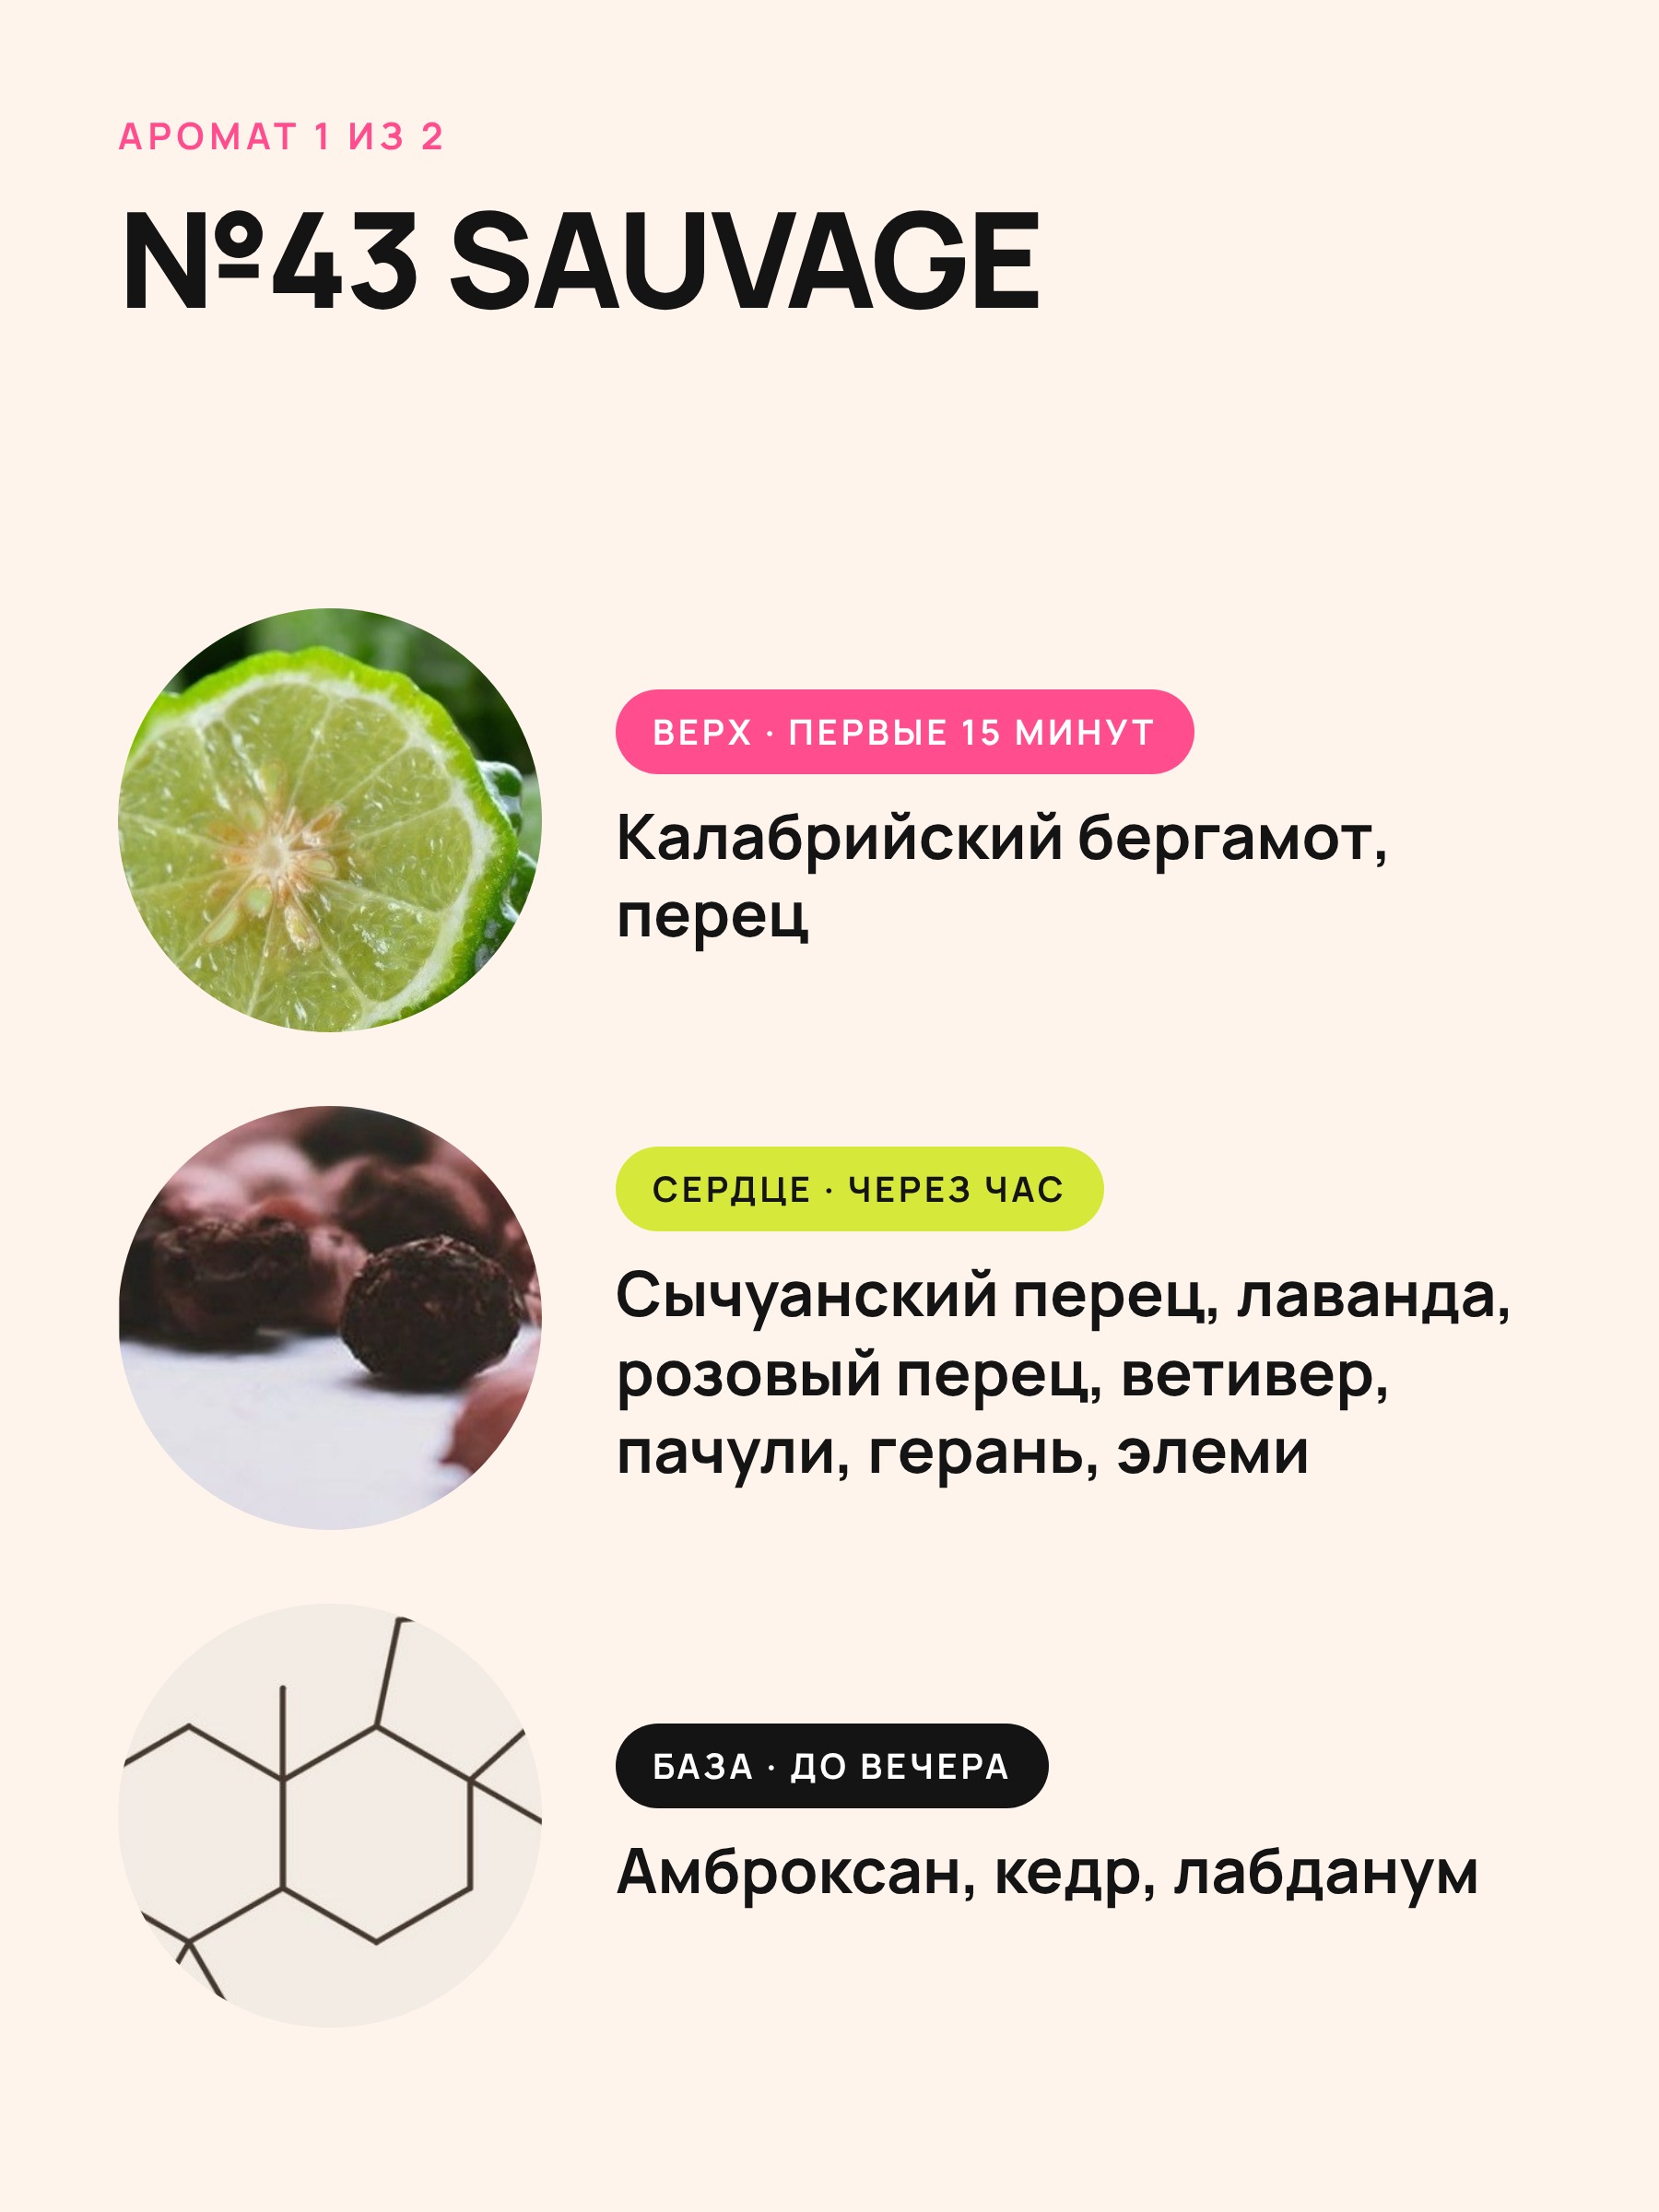 АРОМАТ 1 ИЗ 2
№43 SAUVAGE
ВЕРХ · ПЕРВЫЕ 15 МИНУТ
Калабрийский бергамот,
перец
СЕРДЦЕ · ЧЕРЕЗ ЧАС
Сычуанский перец, лаванда,
розовый перец, ветивер,
пачули, герань, элеми
БАЗА · ДО ВЕЧЕРА
Амброксан, кедр, лабданум